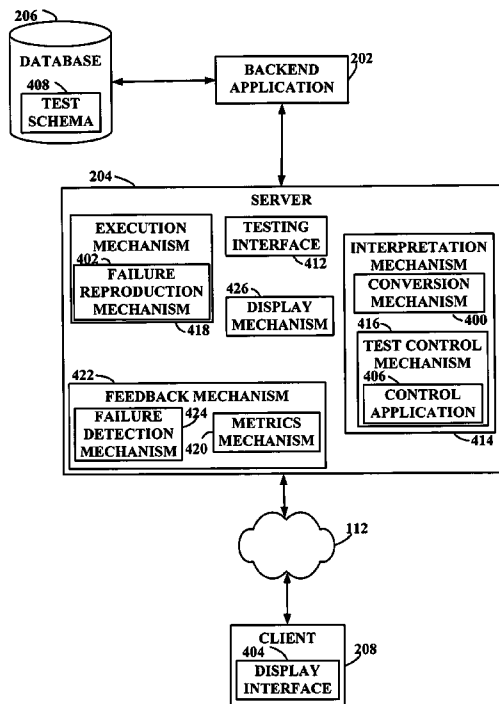 206
DATABASE
408
TEST
SCHEMA
BACKEND
APPLICATION
202
204
SERVER
EXECUTION
MECHANISM
402
FAILURE
REPRODUCTION
MECHANISM
418
TESTING
INTERFACE
412
426
DISPLAY
MECHANISM
INTERPRETATION
MECHANISM
CONVERSION
MECHANISM
400
416
TEST CONTROL
MECHANISM
406
CONTROL
APPLICATION
414
422
FEEDBACK MECHANISM
FAILURE
DETECTION
MECHANISM
424
420
METRICS
MECHANISM
112
CLIENT
404
DISPLAY
INTERFACE
208